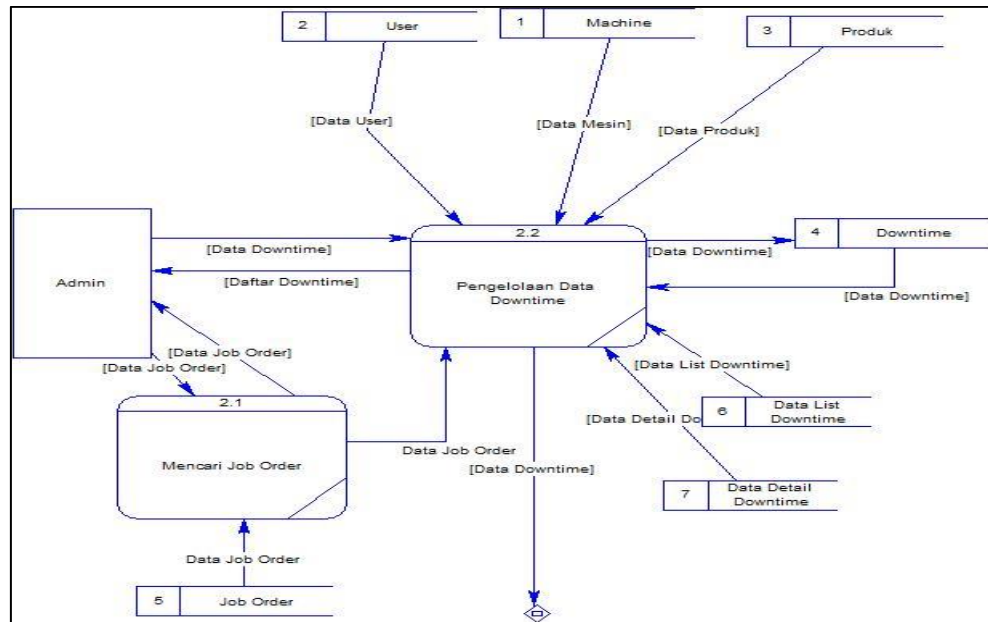 2
User
1
Machine
3
Produk
[Data User]
[Data Mesin]
[Data Produk]
Admin
[Data Downtime]
[Daftar Downtime]
2.2
Pengelolaan Data
Downtime
[Data Downtime]
4
Downtime
[Data Downtime]
[Data Job Order]
[Data Job Order]
[Data List Downtime]
6
Data List
Downtime
[Data Detail Do
7
Data Detail
Downtime
2.1
Mencari Job Order
Data Job Order
[Data Downtime]
Data Job Order
5
Job Order